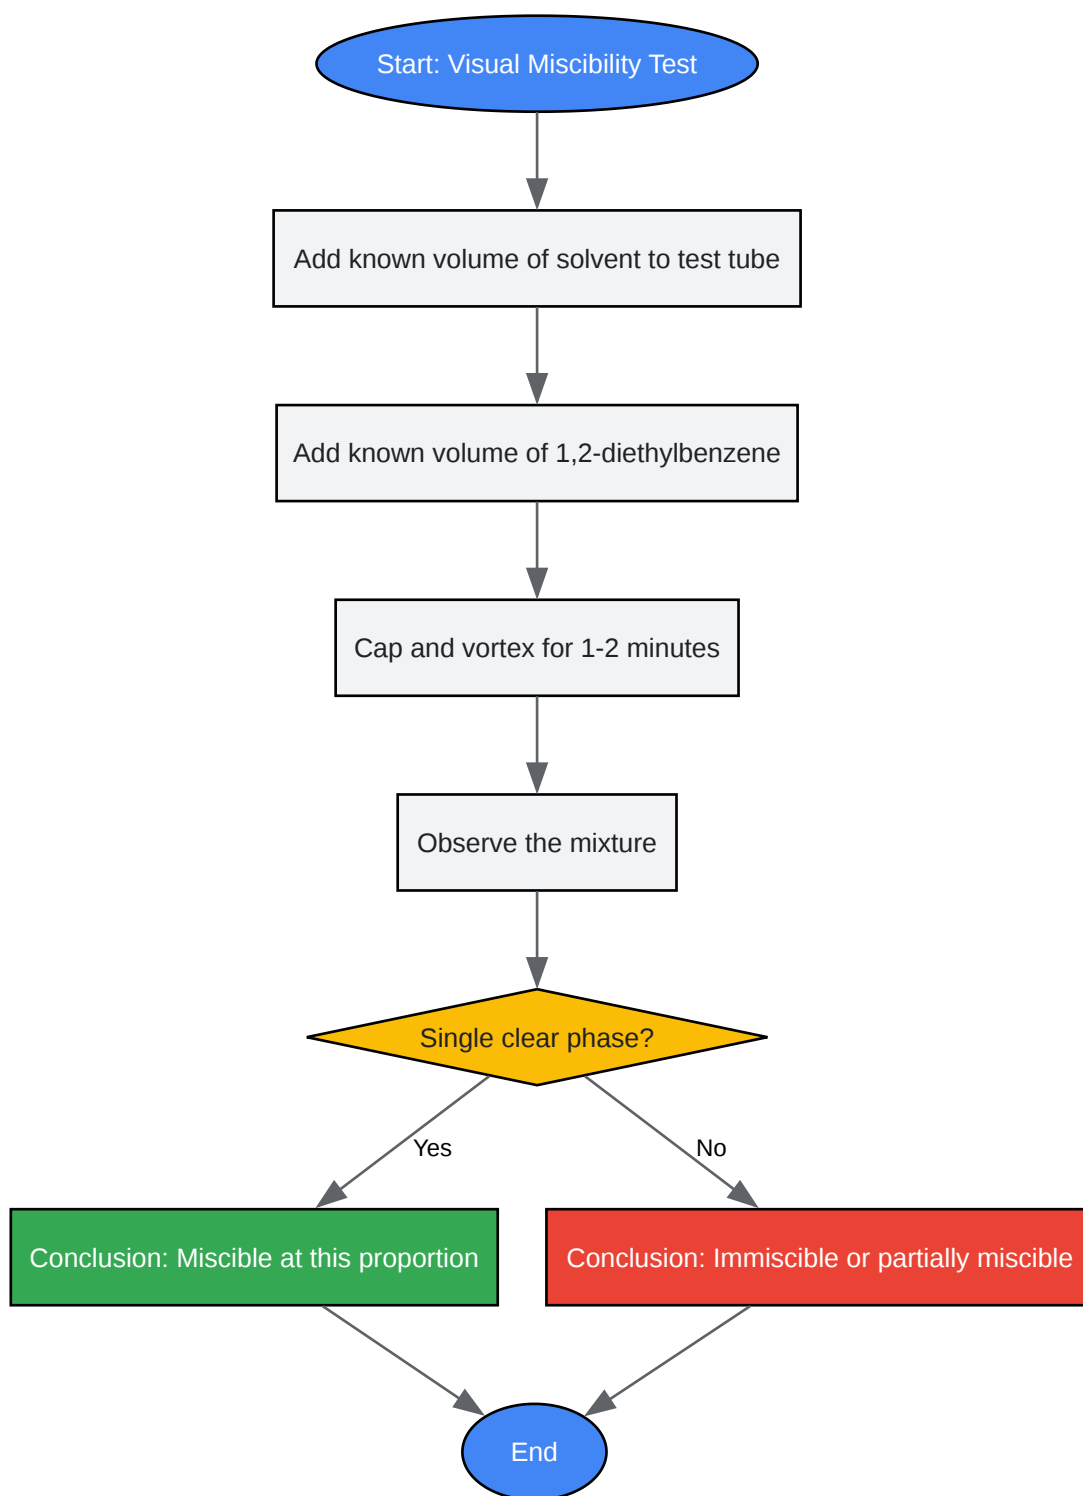 Start: Visual Miscibility Test
Add known volume of solvent to test tube
Add known volume of 1,2-diethylbenzene
Cap and vortex for 1-2 minutes
Observe the mixture
Single clear phase?
Yes
No
Conclusion: Miscible at this proportion
Conclusion: Immiscible or partially miscible
End